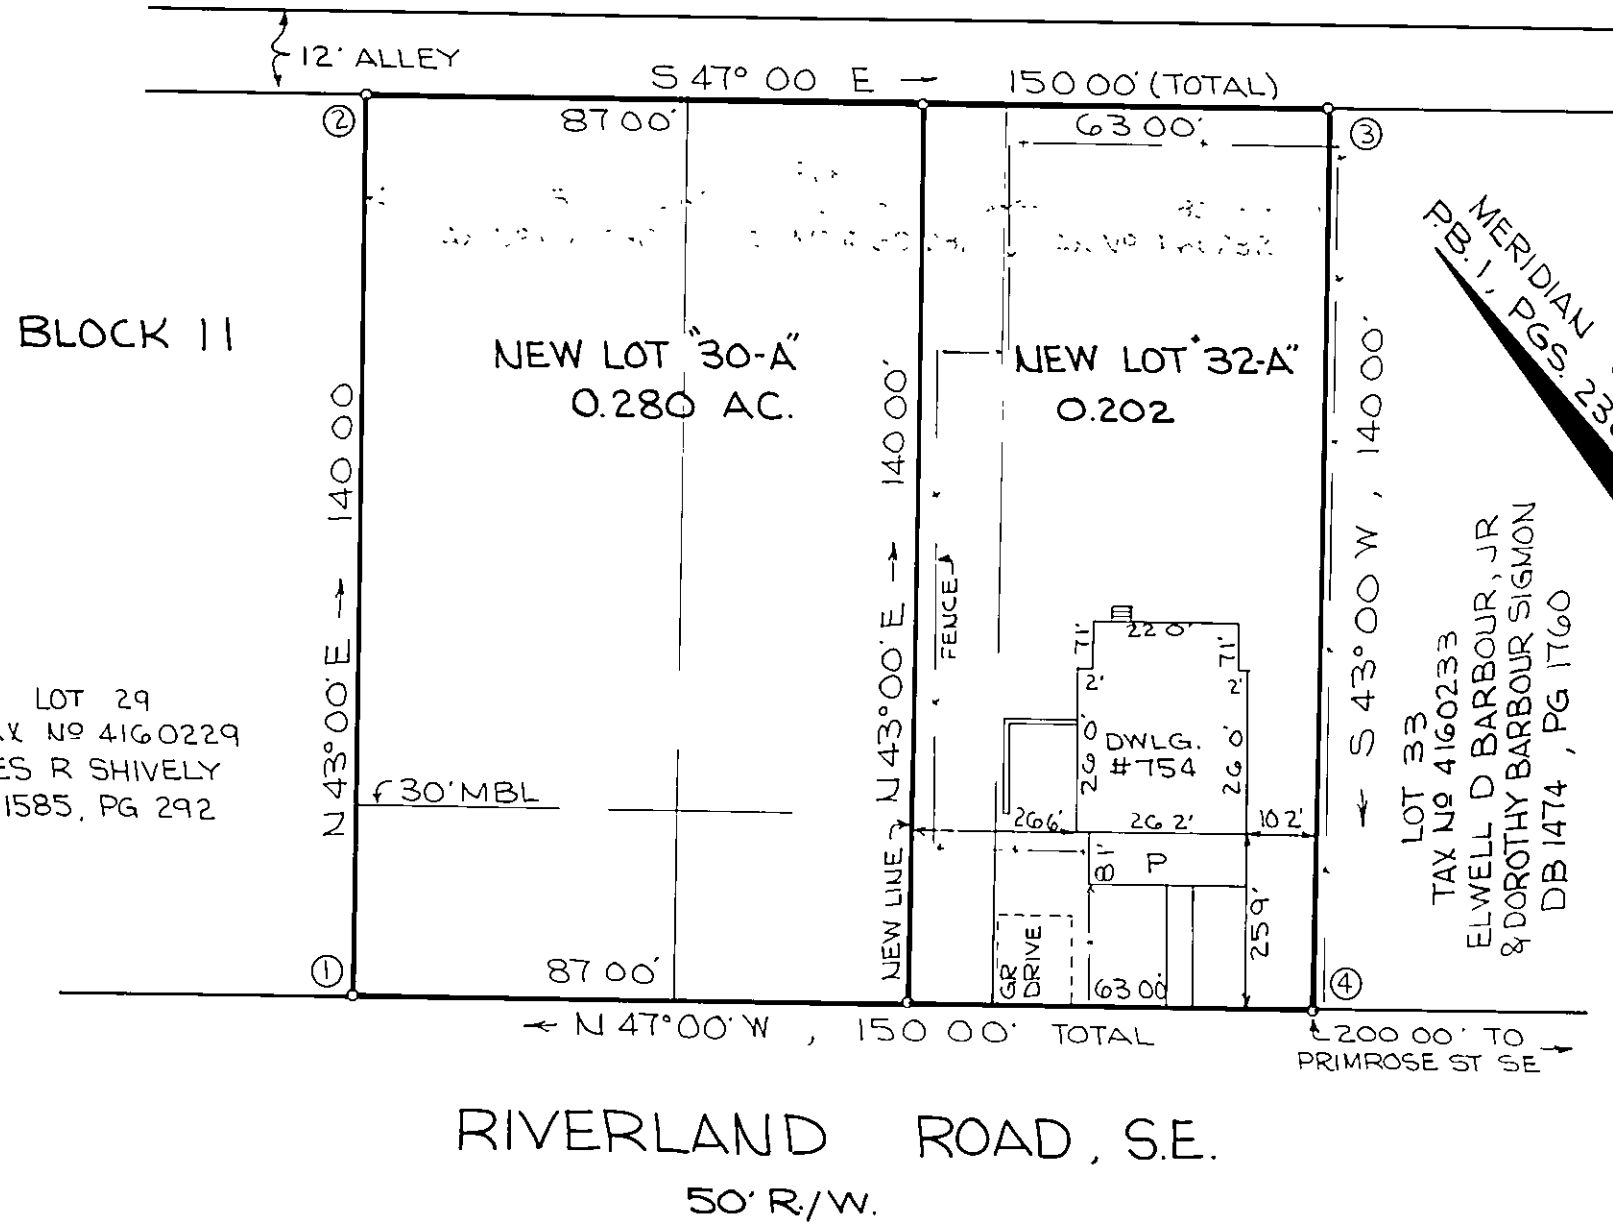 12' ALLEY
S 47° 00 E → 150 00' (TOTAL)
② 87 00' 63 00' ③
MERIDIAN
P.B. 1, PGS. 236
BLOCK 11
NEW LOT "30-A"
0.280 AC.
NEW LOT "32-A"
0.202
N 43° 00' E → 140 00
NEW LINE N 43° 00' E → 140 00'
FENCE
← S 43° 00 W , 140 00'
LOT 29
Nº 4160229
R SHIVELY
1585, PG 292
30' MBL
7 1' 22 0' 7 1'
2' 2'
26 0' DWLG. 26 0'
#754
26 6' 26 2' 10 2'
8 1' P
25 9'
GR
DRIVE
LOT 33
TAX Nº 4160233
ELWELL D BARBOUR, JR
& DOROTHY BARBOUR SIGMON
DB 1474 , PG 1760
① 87 00' 63 00' ④
← N 47° 00' W , 150 00' TOTAL
200 00' TO →
PRIMROSE ST SE
RIVERLAND ROAD, S.E.
50' R/W.